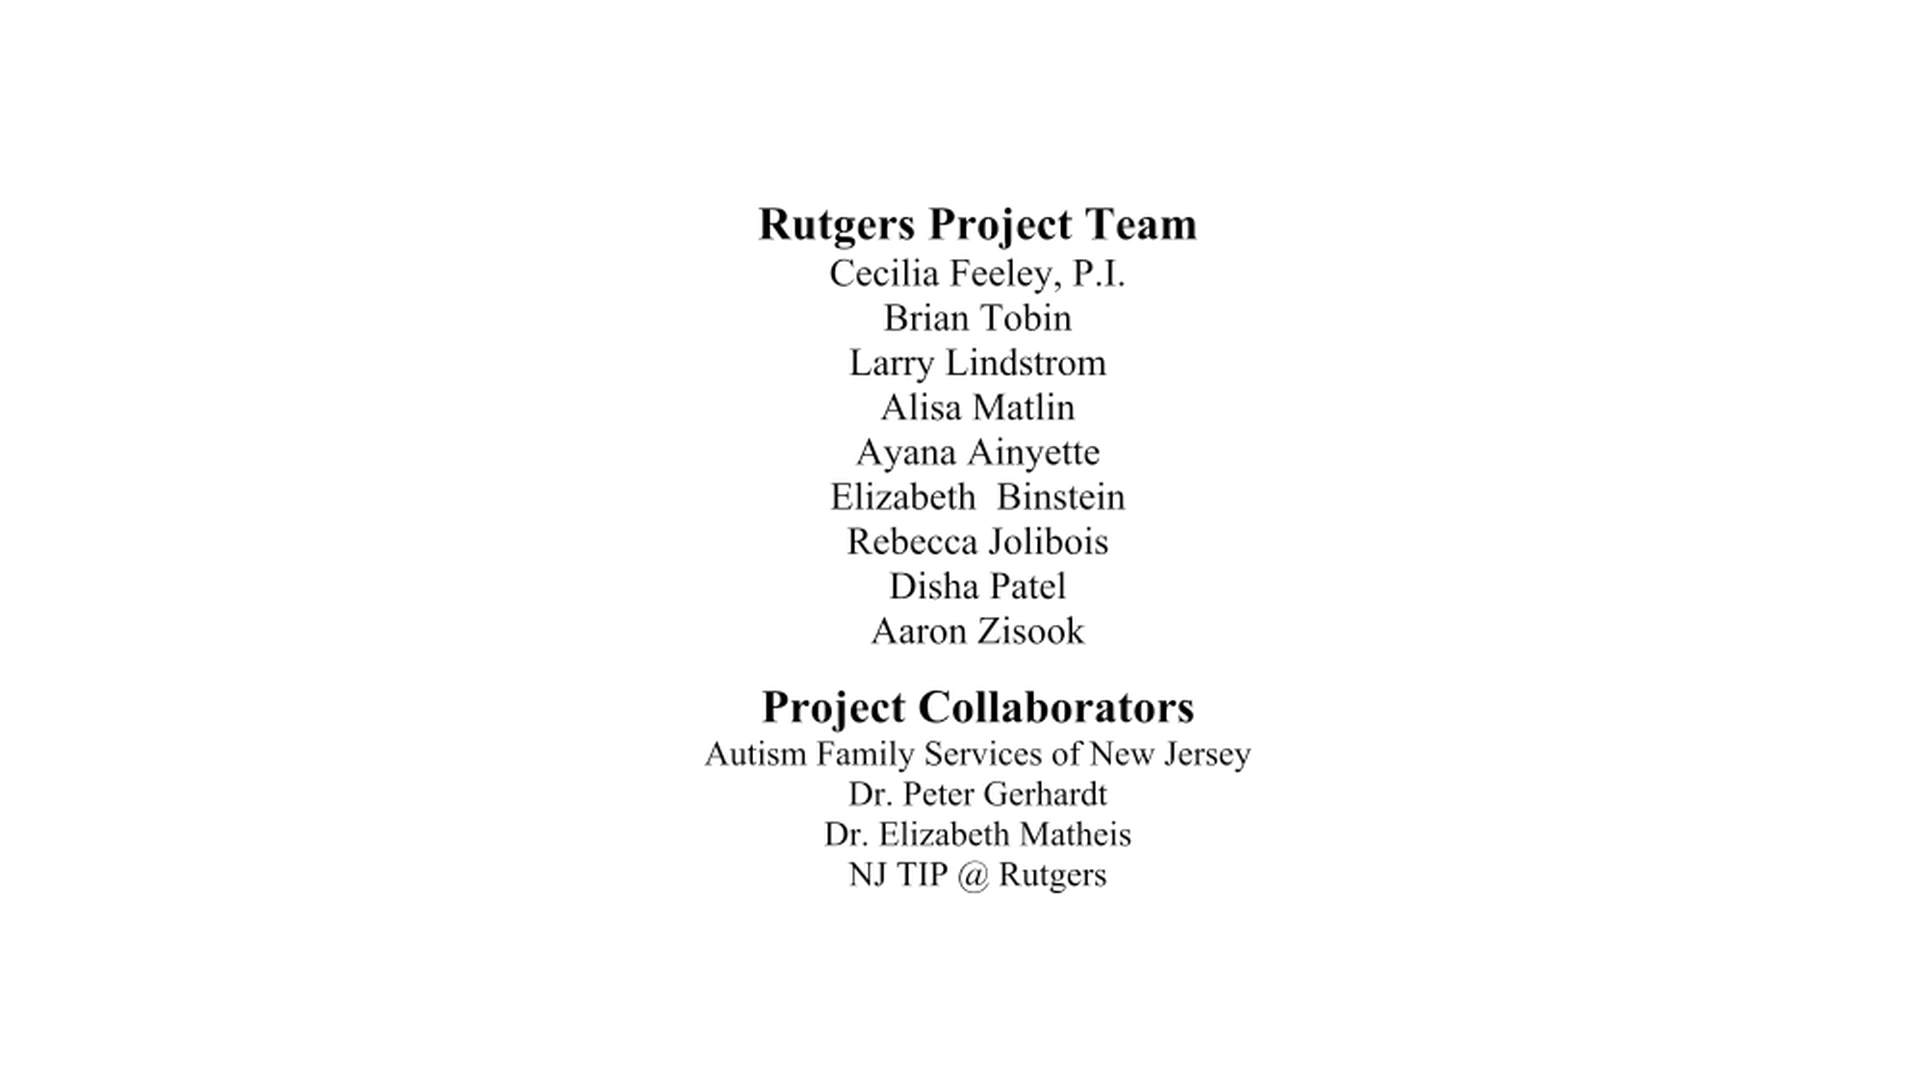 Rutgers Project Team
Cecilia Feeley, P.I.
Brian Tobin
Larry Lindstrom
Alisa Matlin
Ayana Ainyette
Elizabeth  Binstein
Rebecca Jolibois
Disha Patel
Aaron Zisook
Project Collaborators
Autism Family Services of New Jersey
Dr. Peter Gerhardt
Dr. Elizabeth Matheis
NJ TIP @ Rutgers